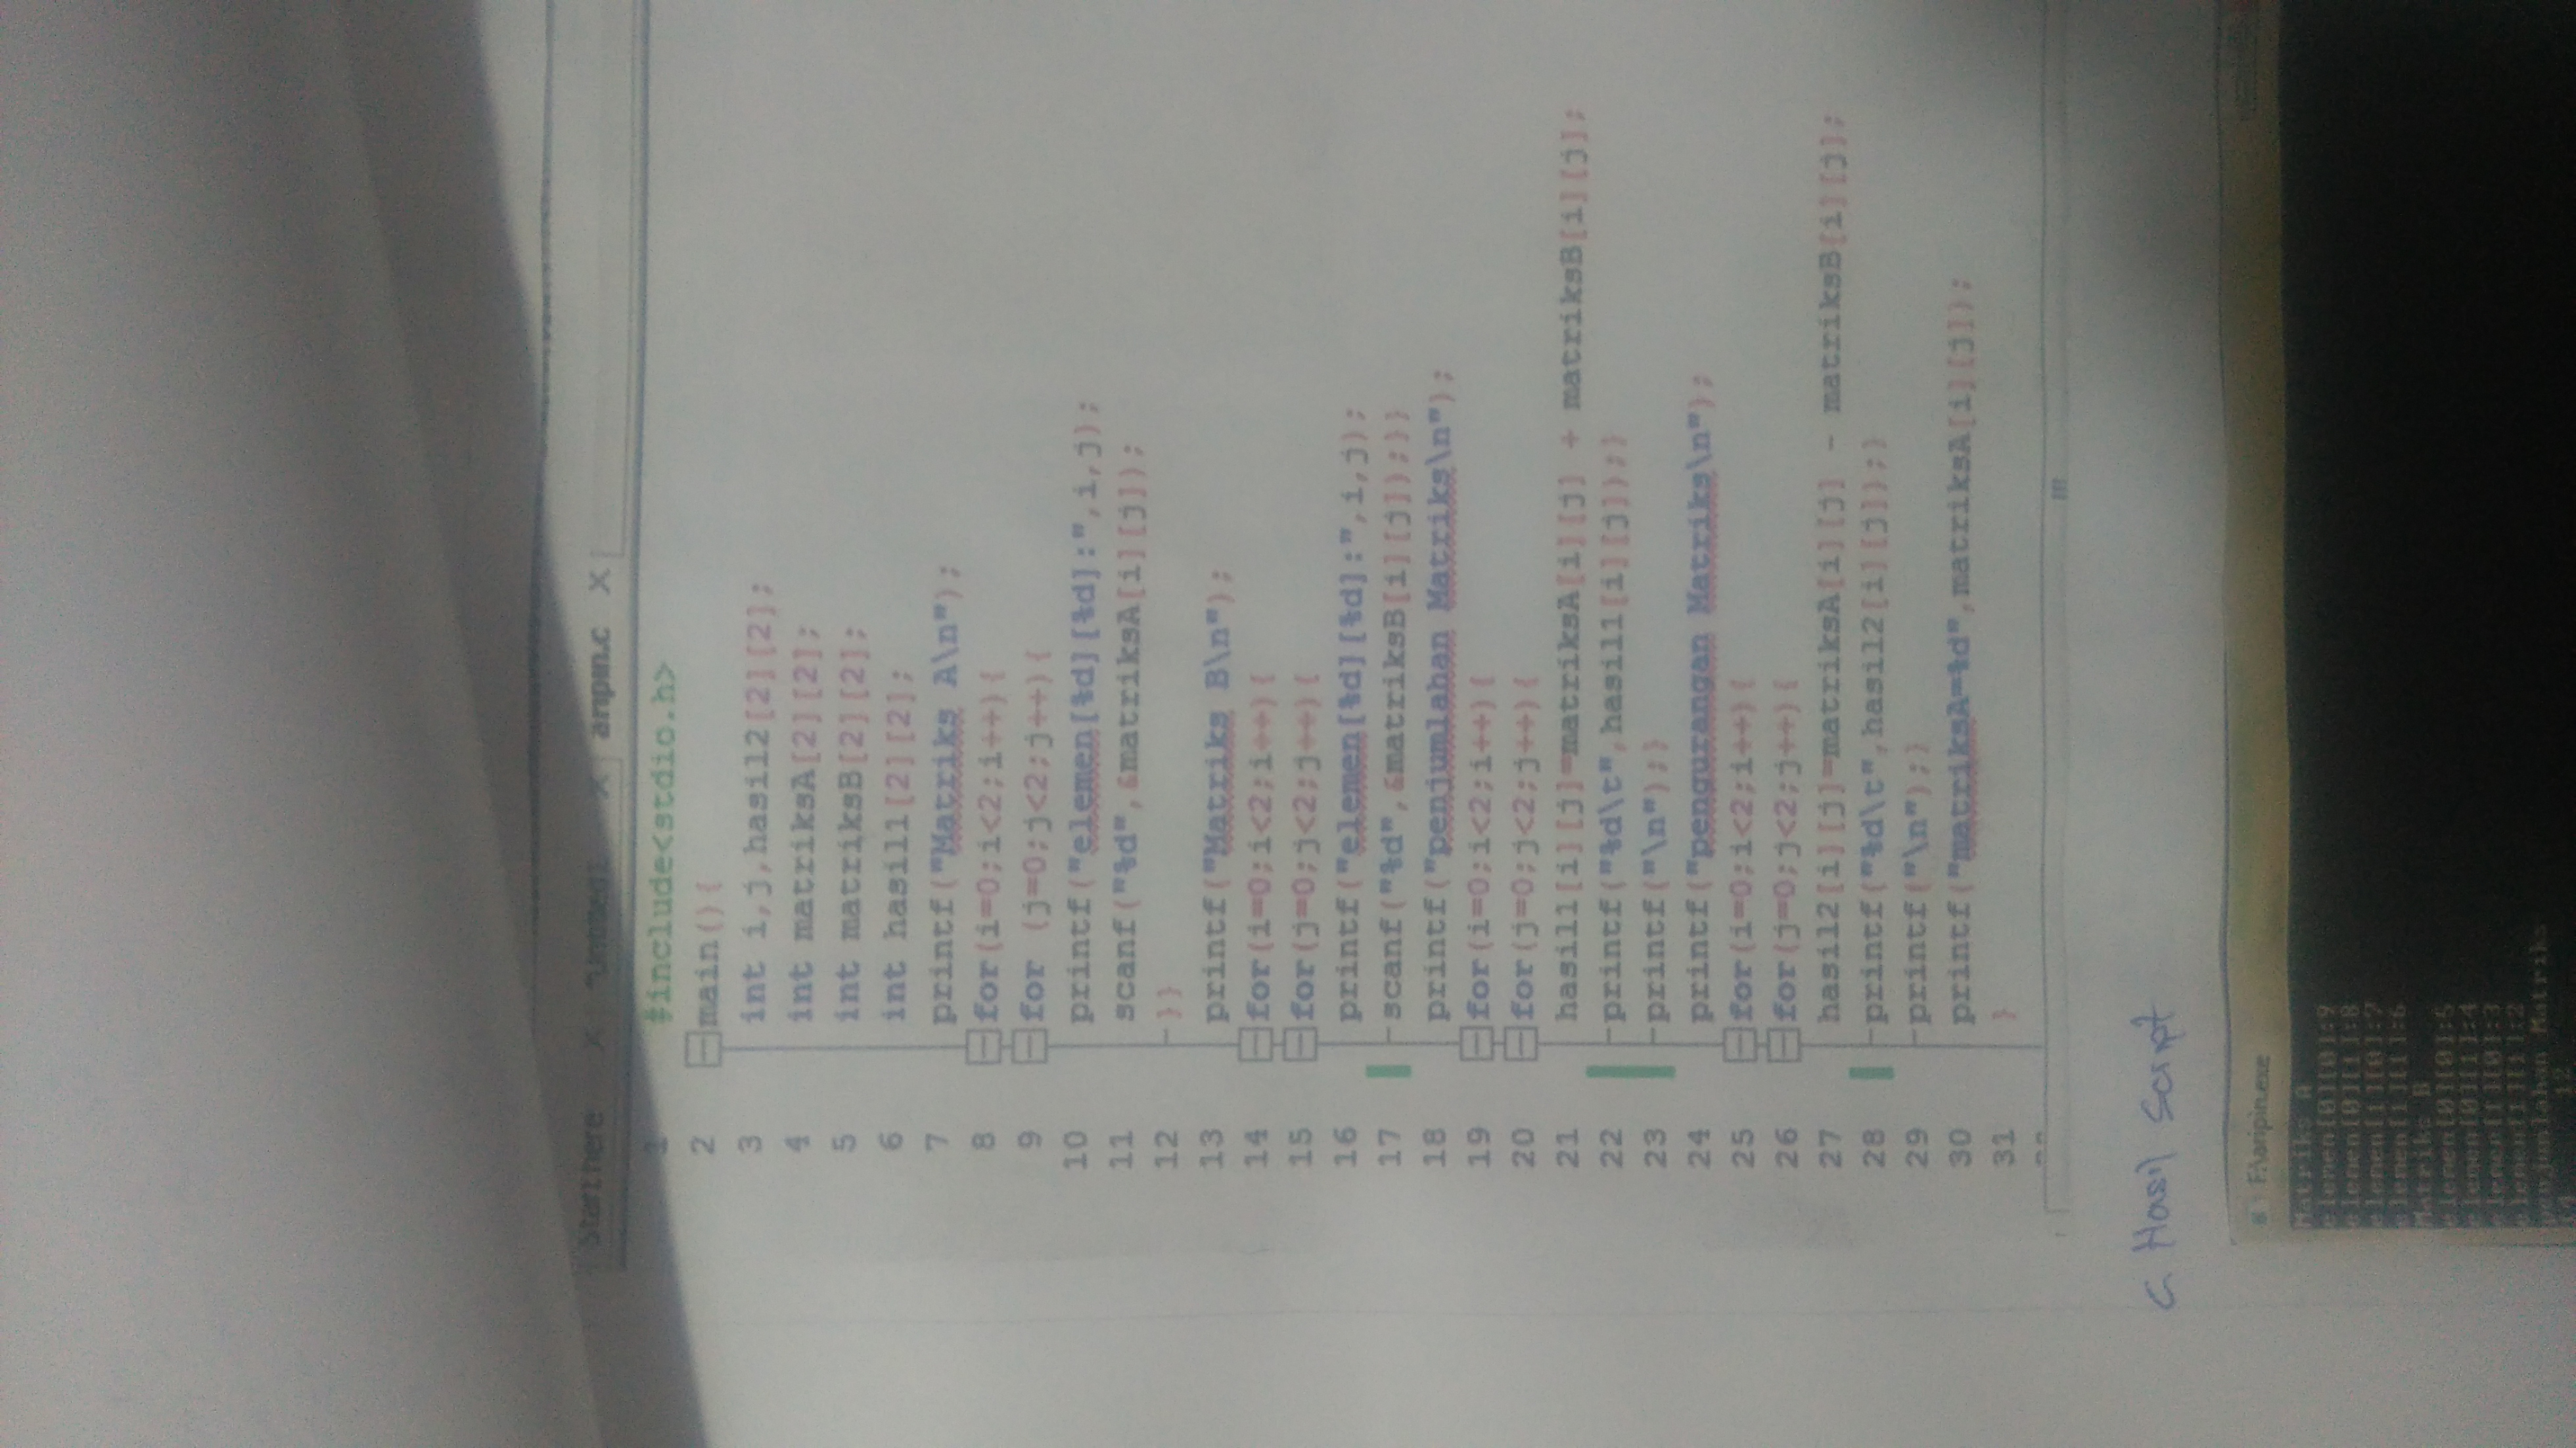 Start here X
aripin.c X
1 #include<stdio.h>
2 main(){
3 int i,j,hasil2[2][2];
4 int matriksA[2][2];
5 int matriksB[2][2];
6 int hasil1[2][2];
7 printf("Matriks A\n");
8 for(i=0;i<2;i++){
9 for (j=0;j<2;j++){
10 printf("elemen[%d][%d]:",i,j);
11 scanf("%d",&matriksA[i][j]);
12 }}
13 printf("Matriks B\n");
14 for(i=0;i<2;i++){
15 for(j=0;j<2;j++){
16 printf("elemen[%d][%d]:",i,j);
17 scanf("%d",&matriksB[i][j]);}}
18 printf("penjumlahan Matriks\n");
19 for(i=0;i<2;i++){
20 for(j=0;j<2;j++){
21 hasil1[i][j]=matriksA[i][j] + matriksB[i][j];
22 printf("%d\t",hasil1[i][j]);}
23 printf("\n");}
24 printf("pengurangan Matriks\n");
25 for(i=0;i<2;i++){
26 for(j=0;j<2;j++){
27 hasil2[i][j]=matriksA[i][j] - matriksB[i][j];
28 printf("%d\t",hasil2[i][j]);}
29 printf("\n");}
30 printf("matriksA=%d",matriksA[i][j]);
31 }
C. Hasil Script
F:\aripin.exe
Matriks A
elemen[0][0]:9
elemen[0][1]:8
elemen[1][0]:7
elemen[1][1]:6
Matriks B
elemen[0][0]:5
elemen[0][1]:4
elemen[1][0]:3
elemen[1][1]:2
penjumlahan Matriks
12